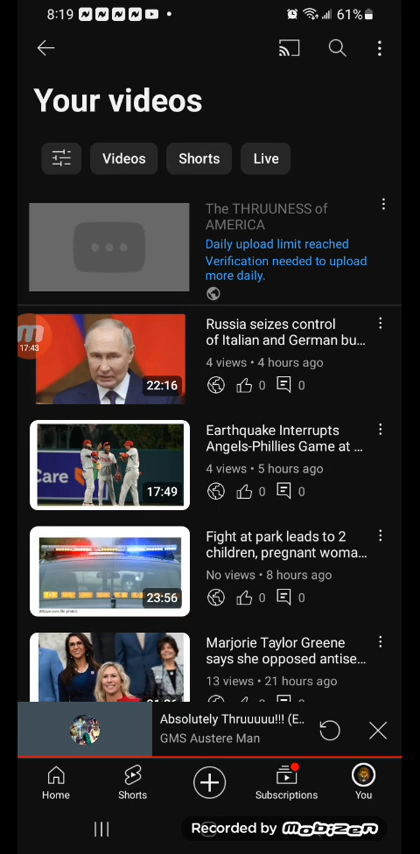 8:19
61%
Your videos
Videos
Shorts
Live
The THRUUNESS of
AMERICA
Daily upload limit reached
Verification needed to upload
more daily.
17:43
22:16
Russia seizes control
of Italian and German bu...
4 views • 4 hours ago
0
0
Care
17:49
Earthquake Interrupts
Angels-Phillies Game at ...
4 views • 5 hours ago
0
0
23:56
Fight at park leads to 2
children, pregnant woma...
No views • 8 hours ago
0
0
Marjorie Taylor Greene
says she opposed antise...
13 views • 21 hours ago
Absolutely Thruuuuu!!! (E..
GMS Austere Man
Home
Shorts
Subscriptions
You
Recorded by MOBIZEN